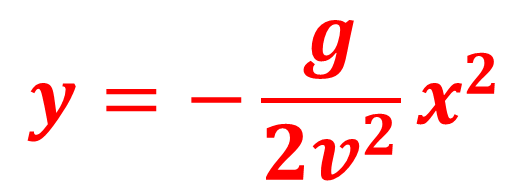 y = − g / 2v² x²